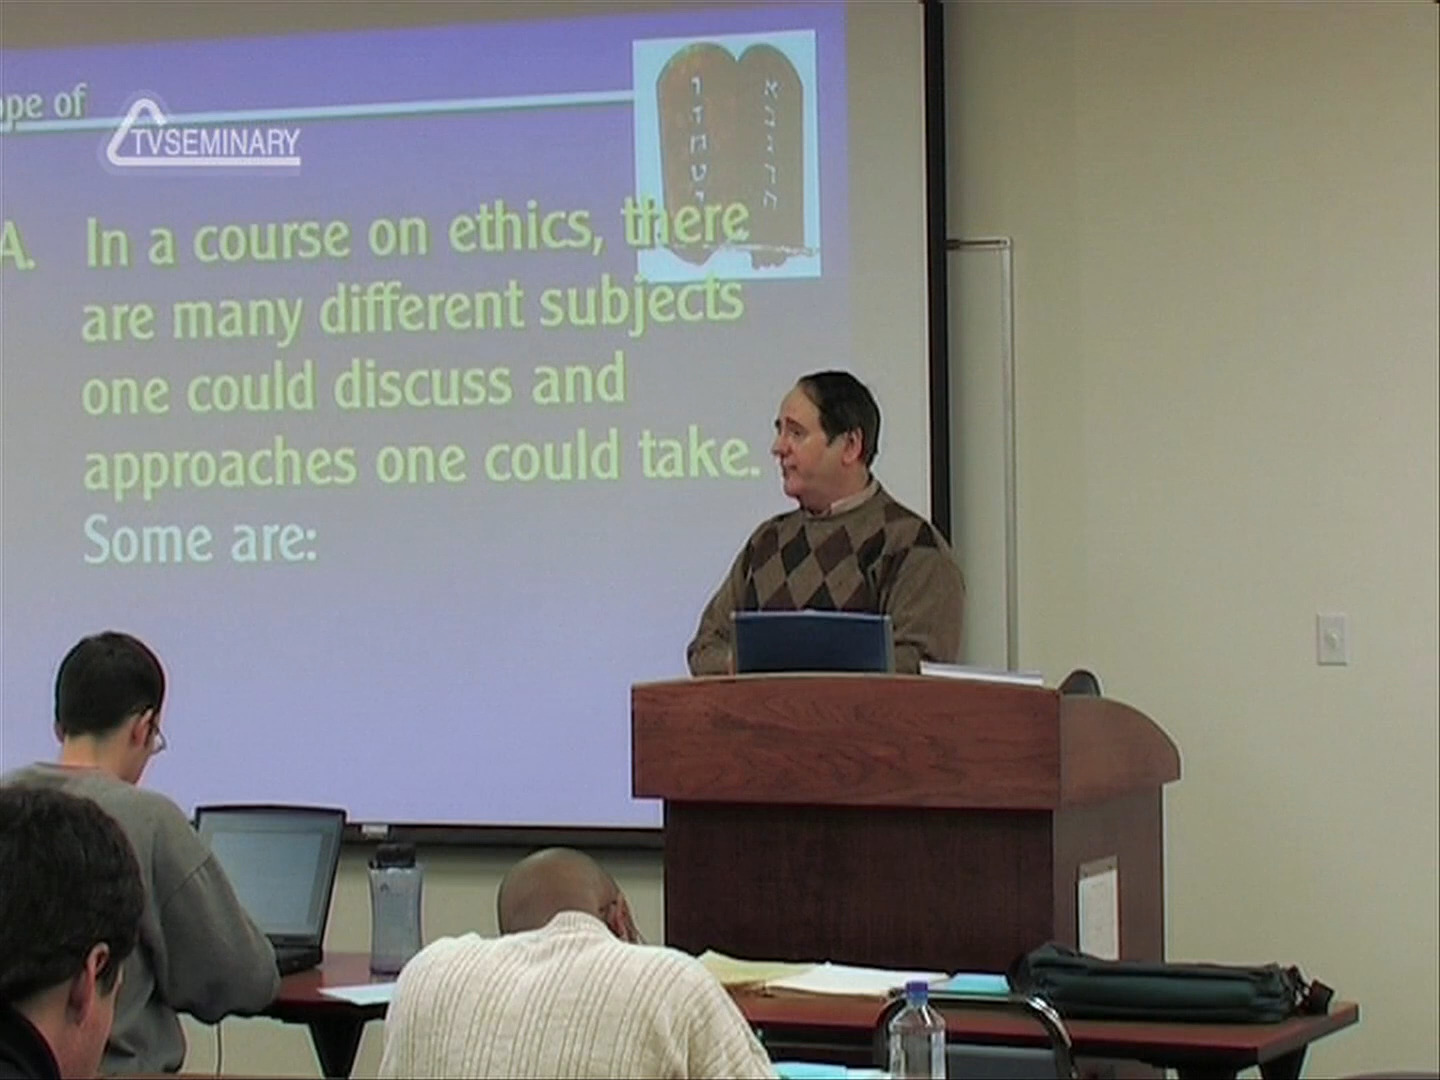 ope of
TVSEMINARY
A. In a course on ethics, there
are many different subjects
one could discuss and
approaches one could take.
Some are:
א
ו
ז
ח
ט
י